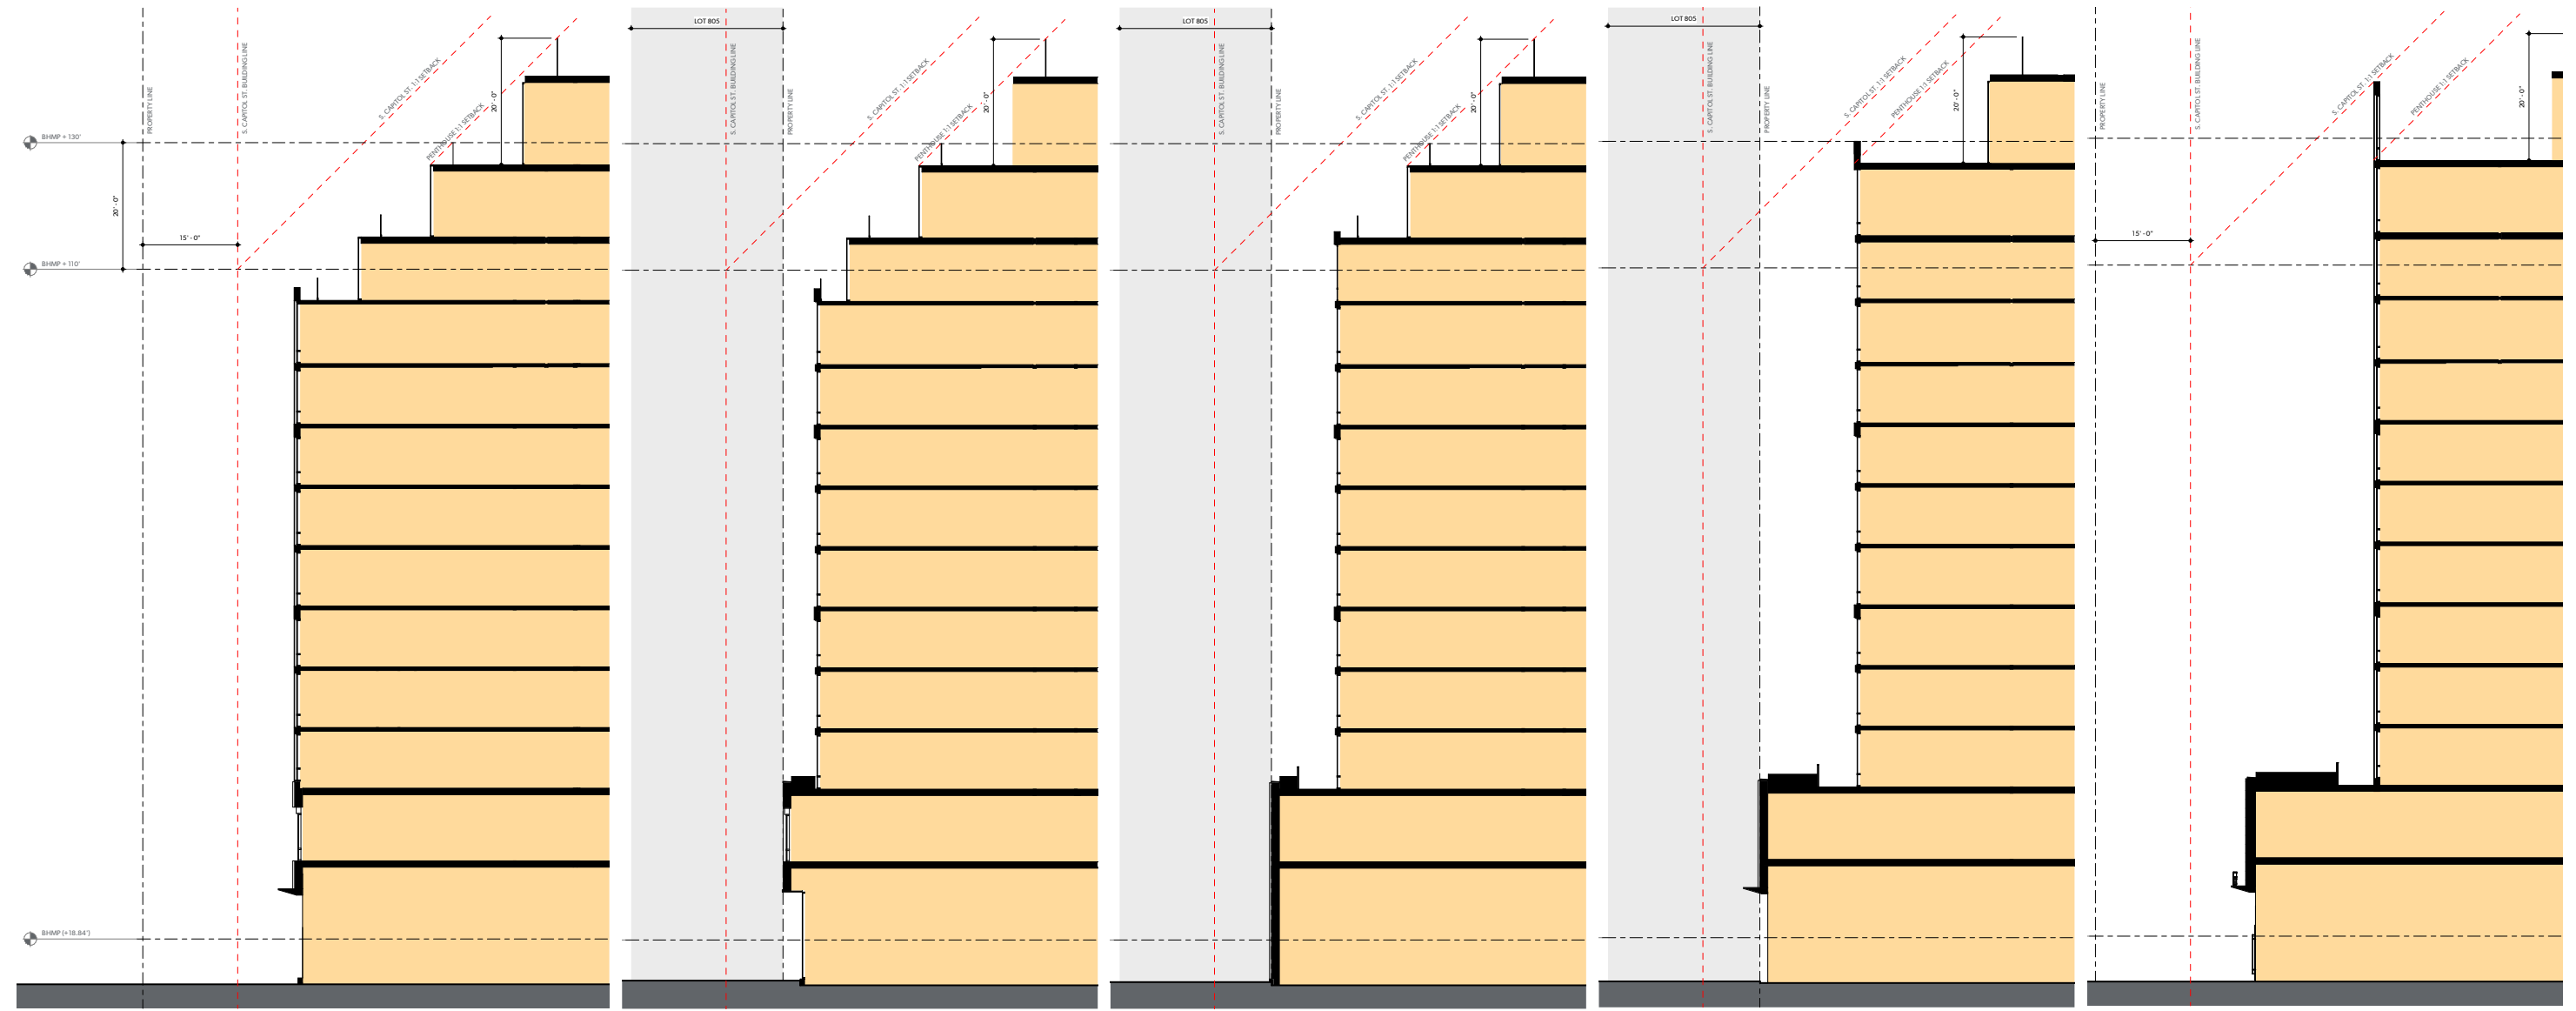 PROPERTY LINE
S. CAPITOL ST. BUILDING LINE
S. CAPITOL ST. 1:1 SETBACK
PENTHOUSE 1:1 SETBACK
20' - 0"
BHMP + 130'
20' - 0"
15' - 0"
BHMP + 110'
BHMP (+18.84')
LOT 805
S. CAPITOL ST. BUILDING LINE
PROPERTY LINE
S. CAPITOL ST. 1:1 SETBACK
PENTHOUSE 1:1 SETBACK
20' - 0"
LOT 805
S. CAPITOL ST. BUILDING LINE
PROPERTY LINE
S. CAPITOL ST. 1:1 SETBACK
PENTHOUSE 1:1 SETBACK
20' - 0"
LOT 805
S. CAPITOL ST. BUILDING LINE
PROPERTY LINE
S. CAPITOL ST. 1:1 SETBACK
PENTHOUSE 1:1 SETBACK
20' - 0"
PROPERTY LINE
S. CAPITOL ST. BUILDING LINE
S. CAPITOL ST. 1:1 SETBACK
PENTHOUSE 1:1 SETBACK
20' - 0"
15' - 0"